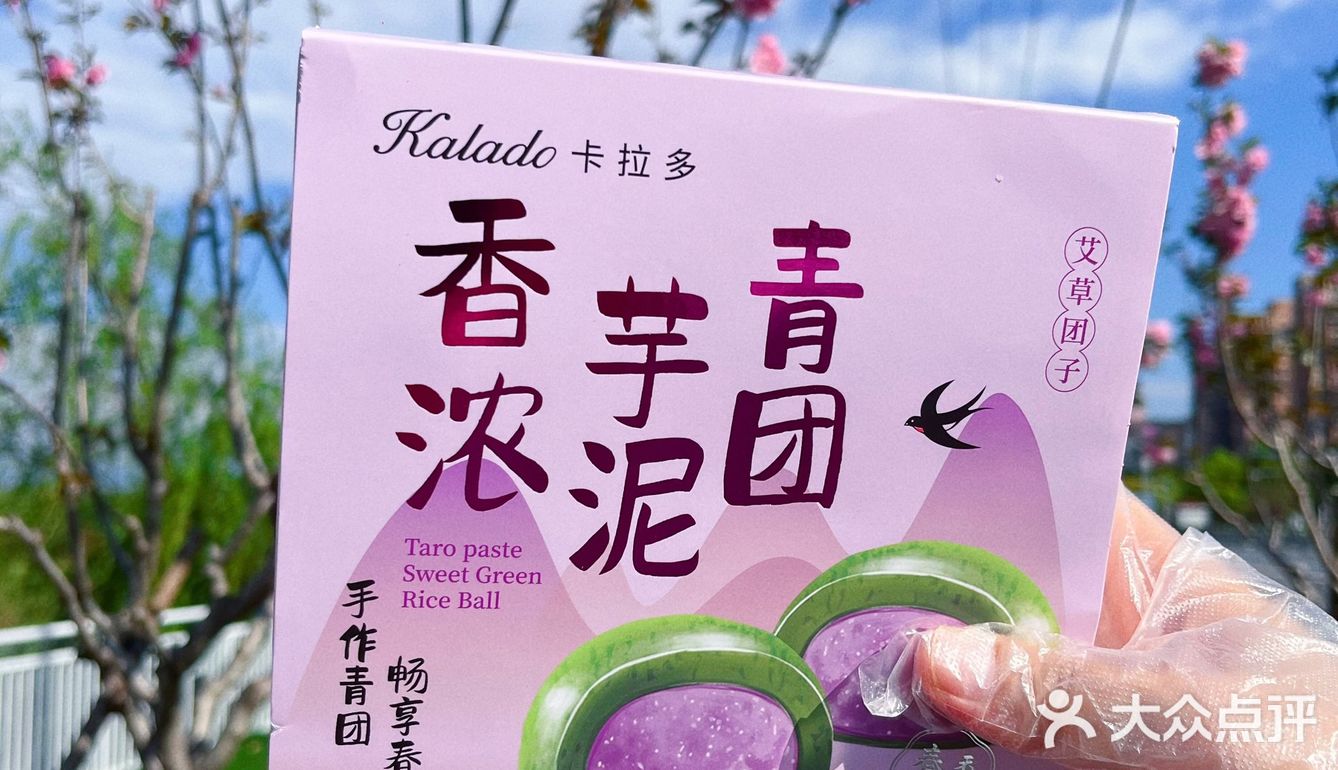 Kalado 卡拉多
香浓
芋泥
青团
艾草团子
Taro paste
Sweet Green
Rice Ball
手作青团
畅享春
大众点评